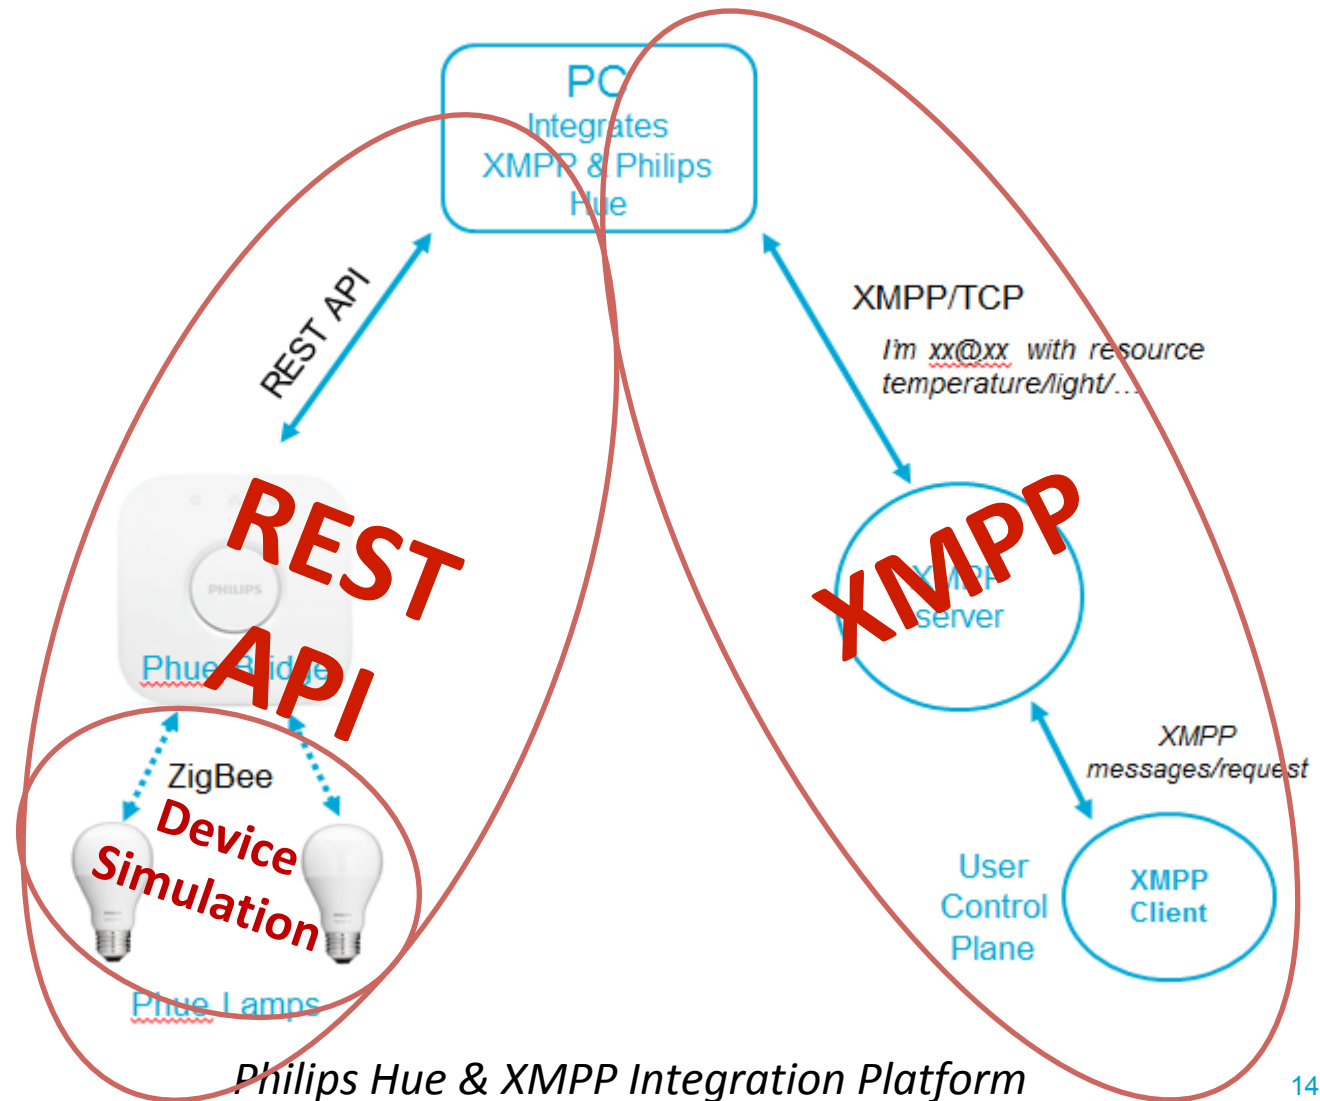 PC
Integrates
XMPP & Philips
Hue
REST API
XMPP/TCP
I'm xx@xx with resource
temperature/light/...
REST
API
PHILIPS
Phue Bridge
XMPP
XMPP
server
XMPP
messages/request
ZigBee
Device
Simulation
User
Control
Plane
XMPP
Client
Phue Lamps
Philips Hue & XMPP Integration Platform
14